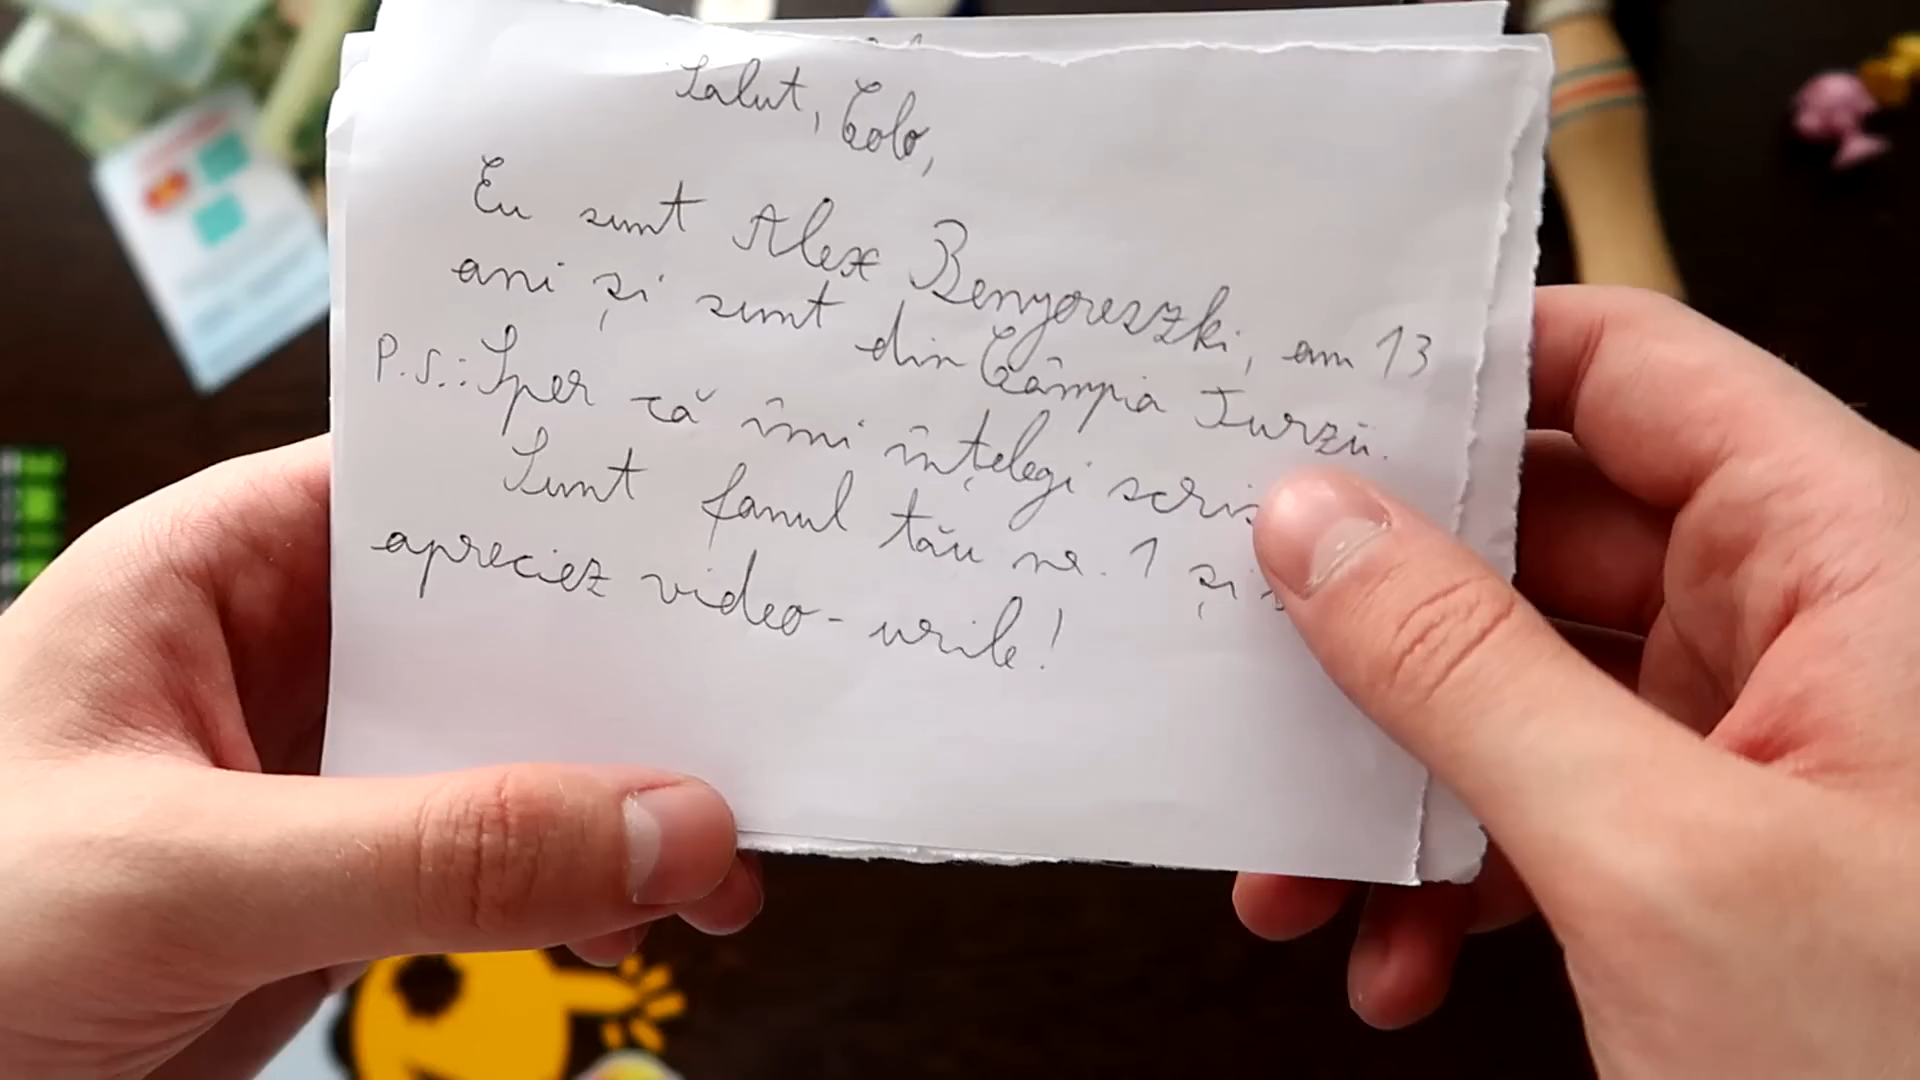 Salut, Colo,
Eu sunt Alex Benyoreszki, am 13
ani și sunt din Câmpia Turzii.
P.S.: Sper că îmi înțelegi
Sunt fanul tău nr. 1 și
apreciez video-urile!